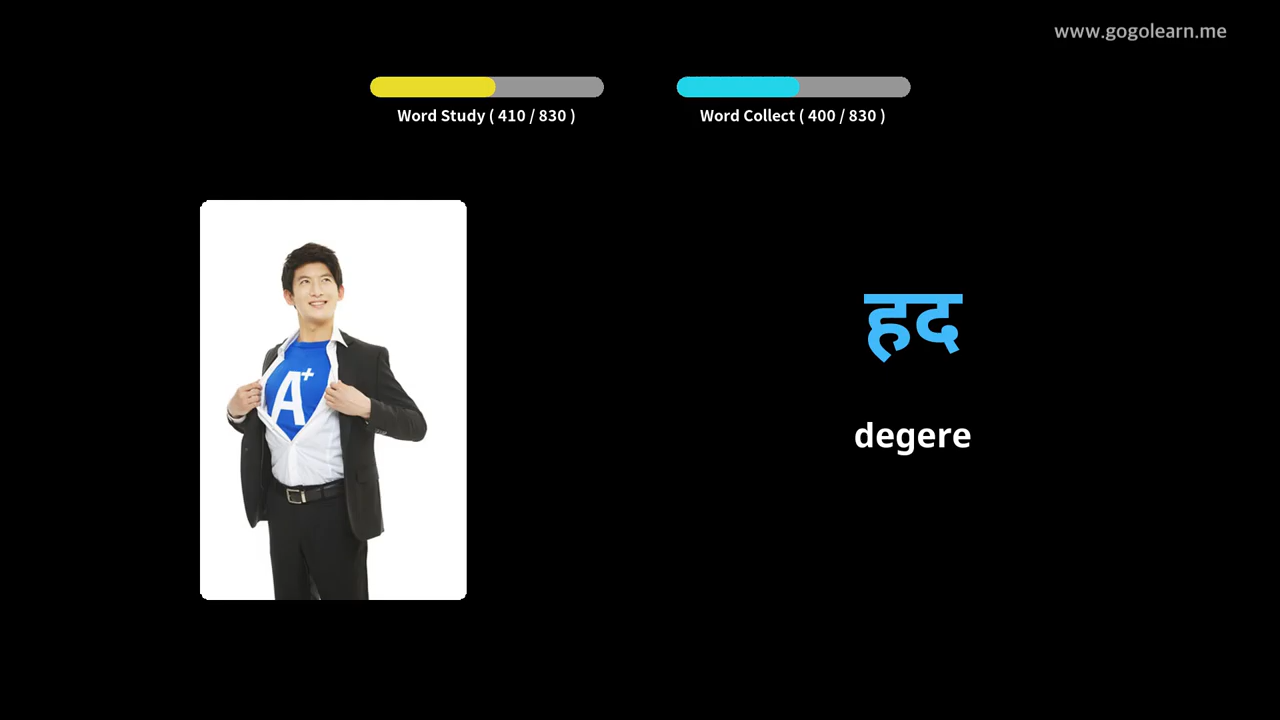 www.gogolearn.me
Word Study ( 410 / 830 )
Word Collect ( 400 / 830 )
A+
हद
degere